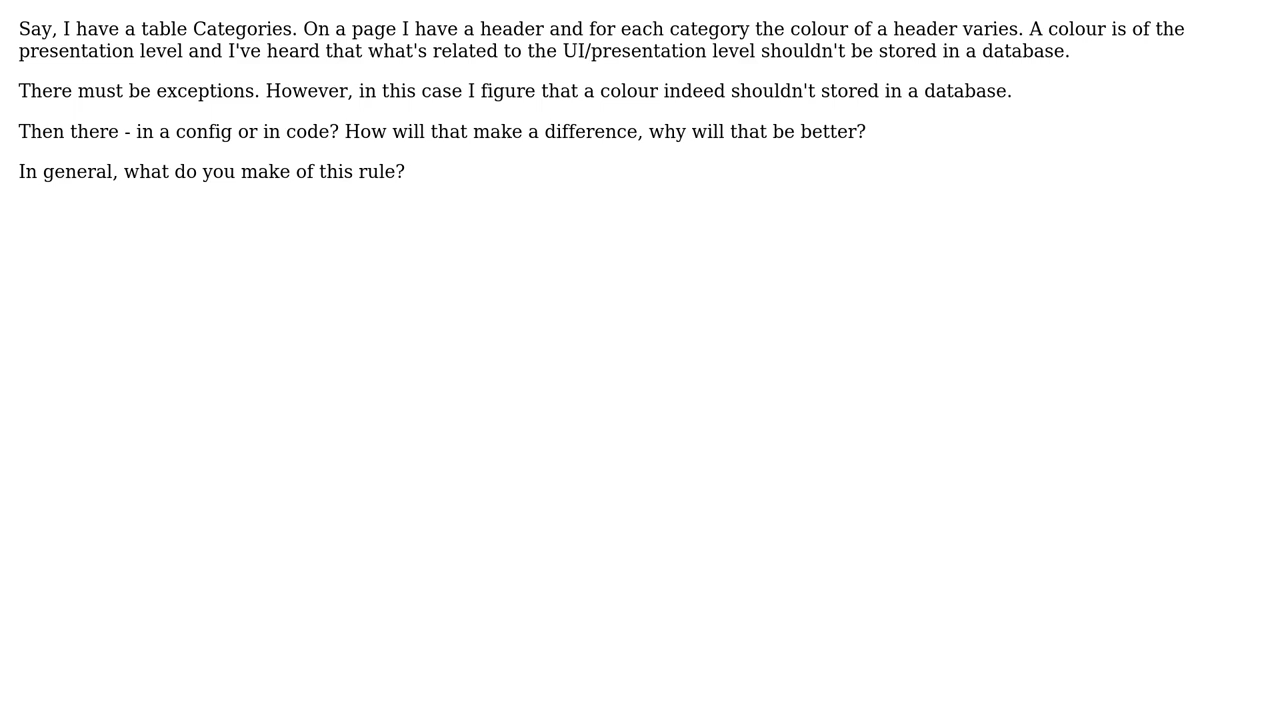 Say, I have a table Categories. On a page I have a header and for each category the colour of a header varies. A colour is of the
presentation level and I've heard that what's related to the UI/presentation level shouldn't be stored in a database.
There must be exceptions. However, in this case I figure that a colour indeed shouldn't stored in a database.
Then there - in a config or in code? How will that make a difference, why will that be better?
In general, what do you make of this rule?